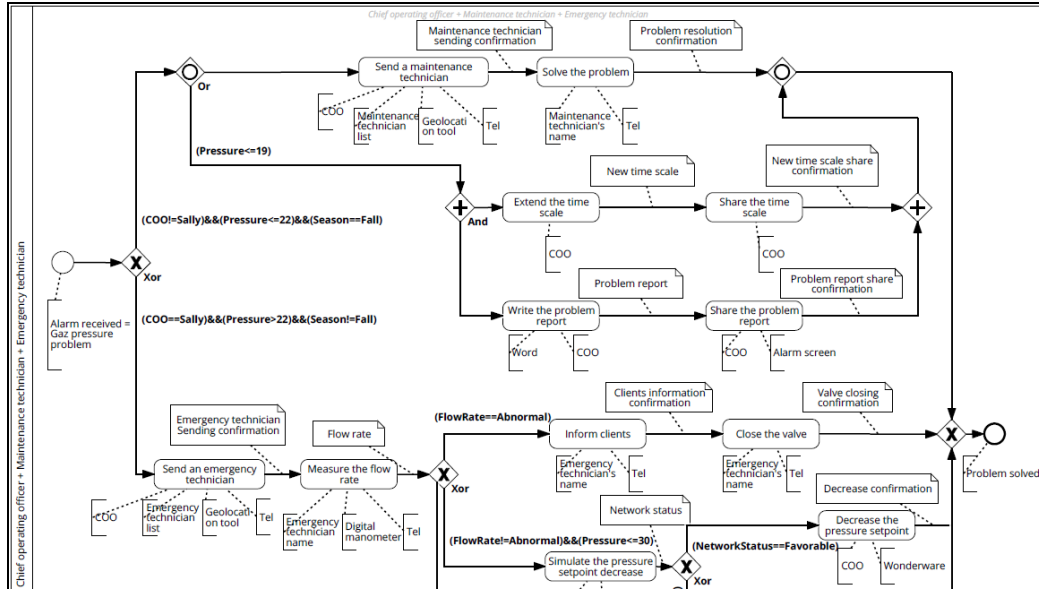 Chief operating officer + Maintenance technician + Emergency technician
Chief operating officer + Maintenance technician + Emergency technician
Maintenance technician
sending confirmation
Problem resolution
confirmation
Send a maintenance
technician
Solve the problem
Or
COO
Maintenance
technician
list
Geolocati
on tool
Tel
Maintenance
technician's
name
Tel
(Pressure<=19)
New time scale
New time scale share
confirmation
Extend the time
scale
Share the time
scale
And
(COO!=Sally)&&(Pressure<=22)&&(Season==Fall)
COO
COO
X
Xor
Problem report
Problem report share
confirmation
Alarm received =
Gaz pressure
problem
(COO==Sally)&&(Pressure>22)&&(Season!=Fall)
Write the problem
report
Share the problem
report
Word
COO
COO
Alarm screen
Emergency technician
Sending confirmation
Flow rate
(FlowRate==Abnormal)
Clients information
confirmation
Valve closing
confirmation
Inform clients
Close the valve
X
Send an emergency
technician
Measure the flow
rate
X
Xor
Emergency
technician's
name
Tel
Emergency
technician's
name
Tel
Problem solved
COO
Emergency
technician
list
Geolocati
on tool
Tel
Emergency
technician
name
Digital
manometer
Tel
Network status
Decrease confirmation
Decrease the
pressure setpoint
(FlowRate!=Abnormal)&&(Pressure<=30)
(NetworkStatus==Favorable)
Simulate the pressure
setpoint decrease
X
Xor
COO
Wonderware